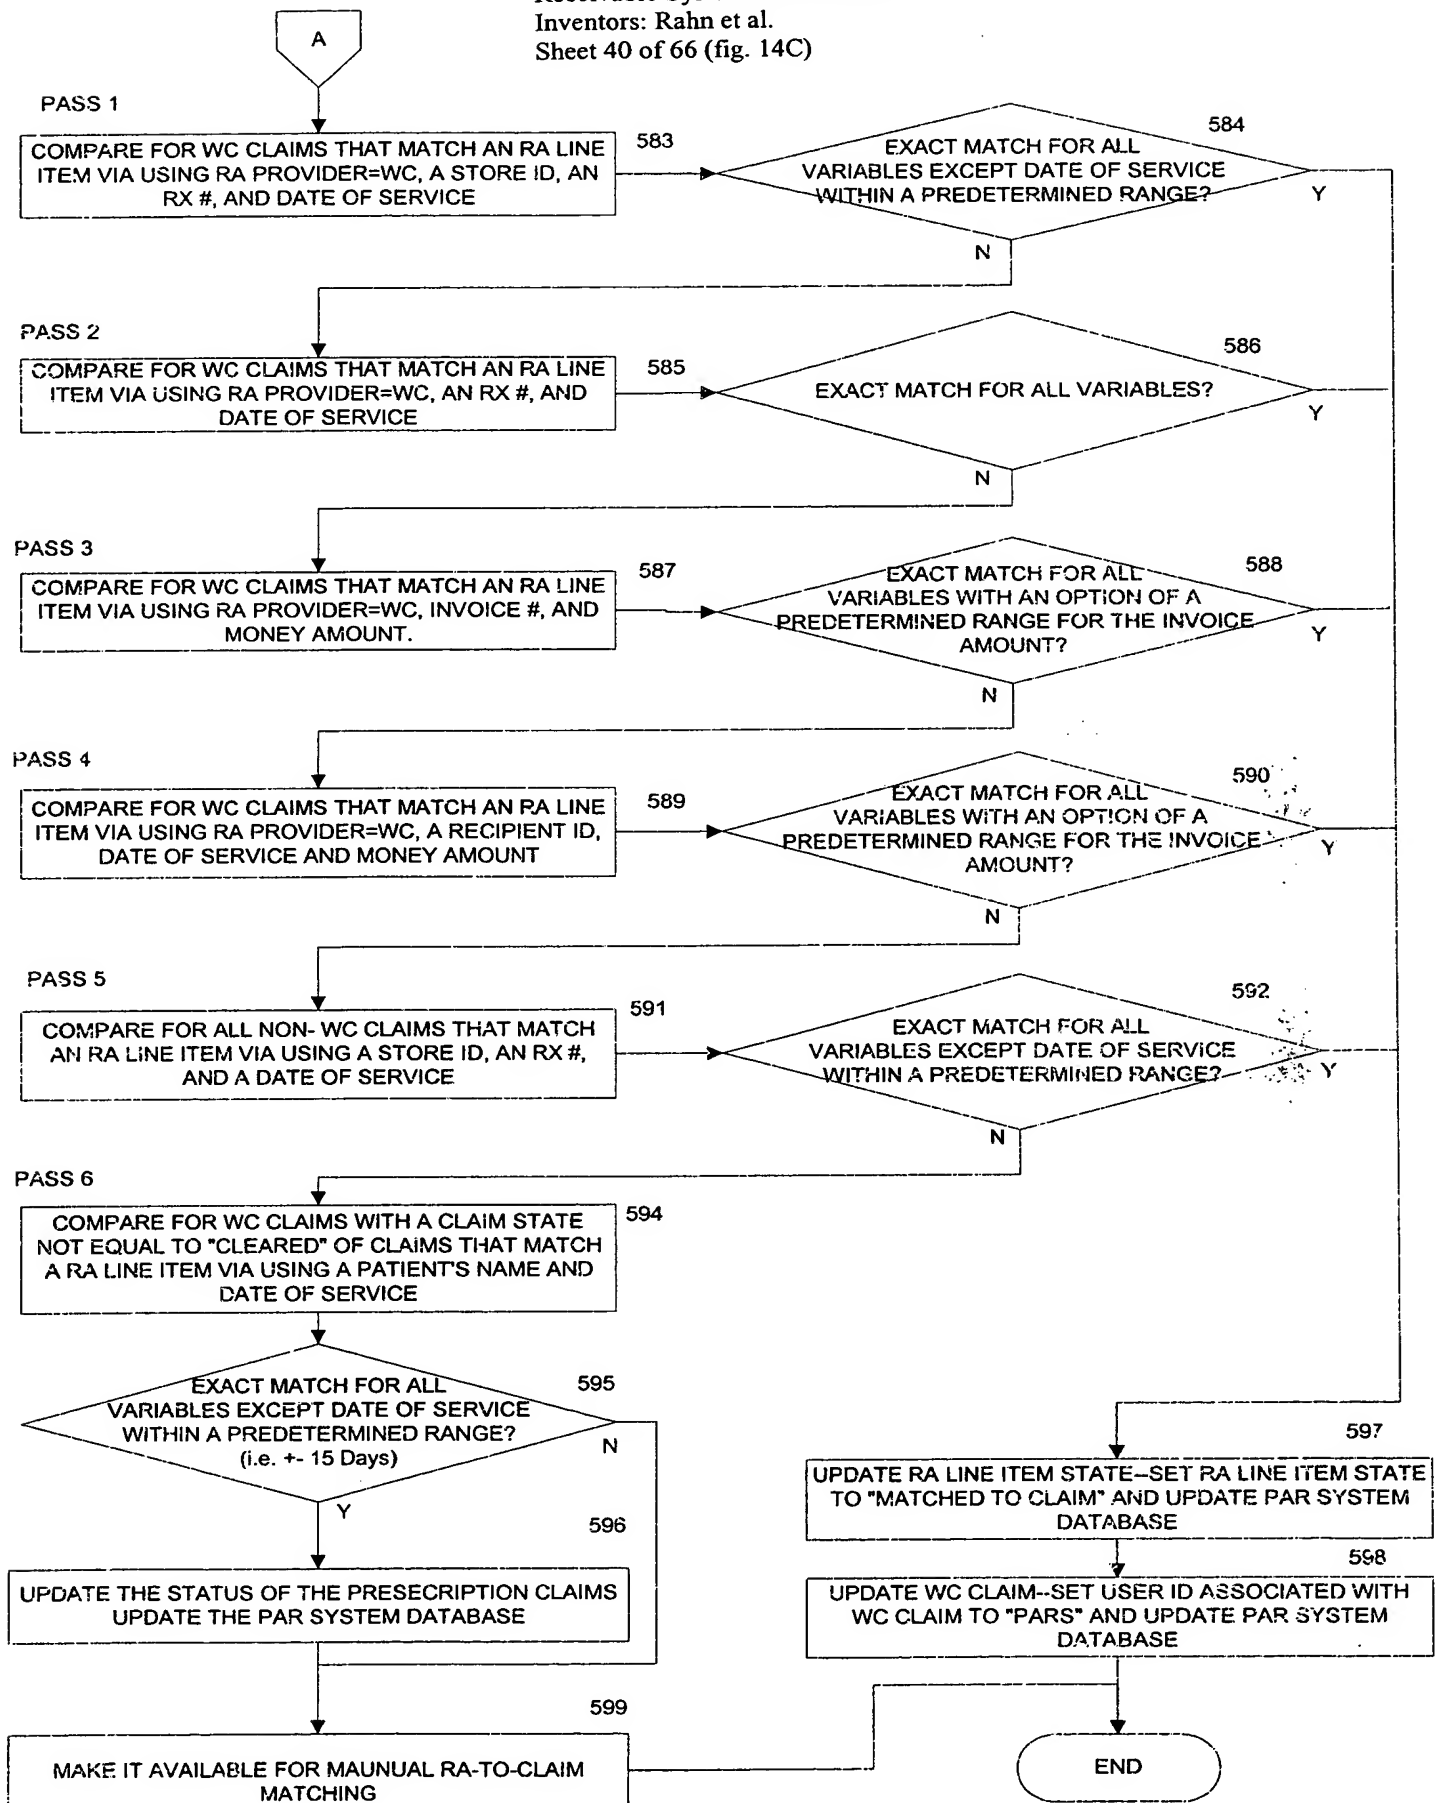 Inventors: Rahn et al.
Sheet 40 of 66 (fig. 14C)
A
PASS 1
COMPARE FOR WC CLAIMS THAT MATCH AN RA LINE
ITEM VIA USING RA PROVIDER=WC, A STORE ID, AN
RX #, AND DATE OF SERVICE
583
EXACT MATCH FOR ALL
VARIABLES EXCEPT DATE OF SERVICE
WITHIN A PREDETERMINED RANGE?
584
Y
N
PASS 2
COMPARE FOR WC CLAIMS THAT MATCH AN RA LINE
ITEM VIA USING RA PROVIDER=WC, AN RX #, AND
DATE OF SERVICE
585
EXACT MATCH FOR ALL VARIABLES?
586
Y
N
PASS 3
COMPARE FOR WC CLAIMS THAT MATCH AN RA LINE
ITEM VIA USING RA PROVIDER=WC, INVOICE #, AND
MONEY AMOUNT.
587
EXACT MATCH FOR ALL
VARIABLES WITH AN OPTION OF A
PREDETERMINED RANGE FOR THE INVOICE
AMOUNT?
588
Y
N
PASS 4
COMPARE FOR WC CLAIMS THAT MATCH AN RA LINE
ITEM VIA USING RA PROVIDER=WC, A RECIPIENT ID,
DATE OF SERVICE AND MONEY AMOUNT
589
EXACT MATCH FOR ALL
VARIABLES WITH AN OPTION OF A
PREDETERMINED RANGE FOR THE INVOICE
AMOUNT?
590
Y
N
PASS 5
COMPARE FOR ALL NON- WC CLAIMS THAT MATCH
AN RA LINE ITEM VIA USING A STORE ID, AN RX #,
AND A DATE OF SERVICE
591
EXACT MATCH FOR ALL
VARIABLES EXCEPT DATE OF SERVICE
WITHIN A PREDETERMINED RANGE?
592
Y
N
PASS 6
COMPARE FOR WC CLAIMS WITH A CLAIM STATE
NOT EQUAL TO "CLEARED" OF CLAIMS THAT MATCH
A RA LINE ITEM VIA USING A PATIENT'S NAME AND
DATE OF SERVICE
594
EXACT MATCH FOR ALL
VARIABLES EXCEPT DATE OF SERVICE
WITHIN A PREDETERMINED RANGE?
(i.e. +- 15 Days)
595
N
Y
596
UPDATE THE STATUS OF THE PRESECRIPTION CLAIMS
UPDATE THE PAR SYSTEM DATABASE
597
UPDATE RA LINE ITEM STATE--SET RA LINE ITEM STATE
TO "MATCHED TO CLAIM" AND UPDATE PAR SYSTEM
DATABASE
598
UPDATE WC CLAIM--SET USER ID ASSOCIATED WITH
WC CLAIM TO "PARS" AND UPDATE PAR SYSTEM
DATABASE
599
MAKE IT AVAILABLE FOR MAUNUAL RA-TO-CLAIM
MATCHING
END